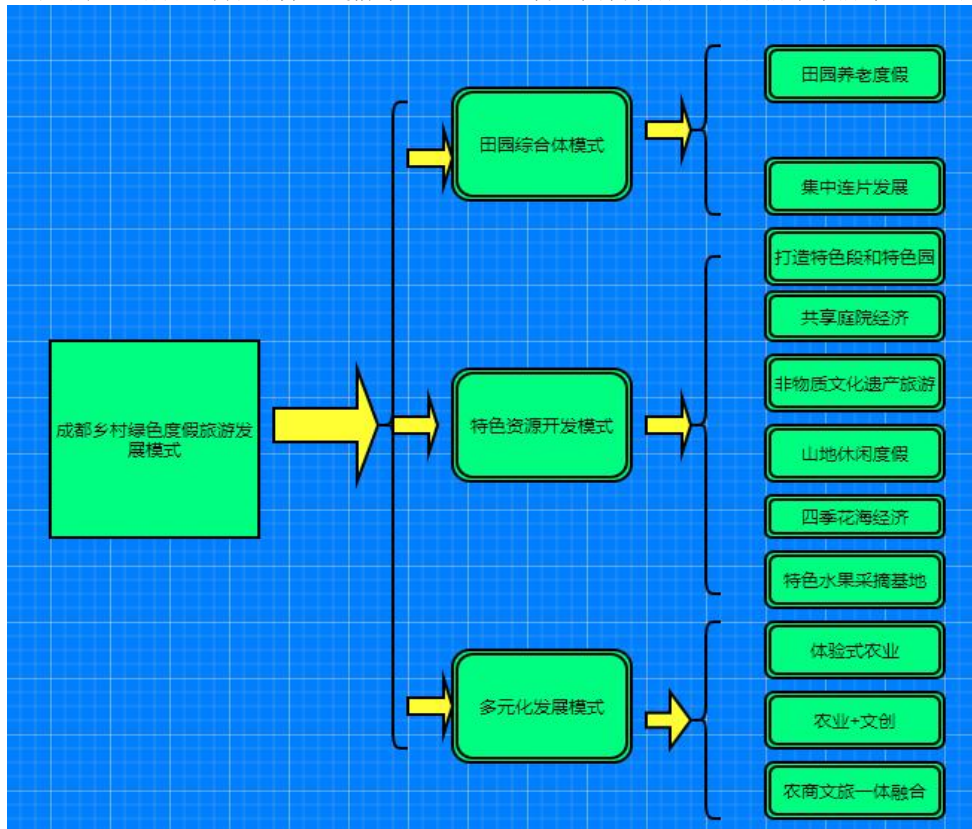 田园养老度假
田园综合体模式
集中连片发展
打造特色段和特色园
共享庭院经济
非物质文化遗产旅游
成都乡村绿色度假旅游发
展模式
特色资源开发模式
山地休闲度假
四季花海经济
特色水果采摘基地
体验式农业
多元化发展模式
农业+文创
农商文旅一体融合